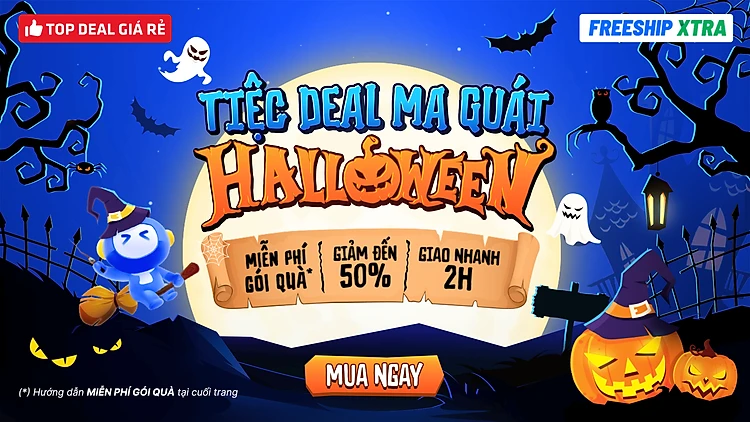 TOP DEAL GIÁ RẺ
FREESHIP XTRA
TIỆC DEAL MA QUÁI
HALLOWEEN
MIỄN PHÍ
GÓI QUÀ*
GIẢM ĐẾN
50%
GIAO NHANH
2H
MUA NGAY
(*) Hướng dẫn MIỄN PHÍ GÓI QUÀ tại cuối trang